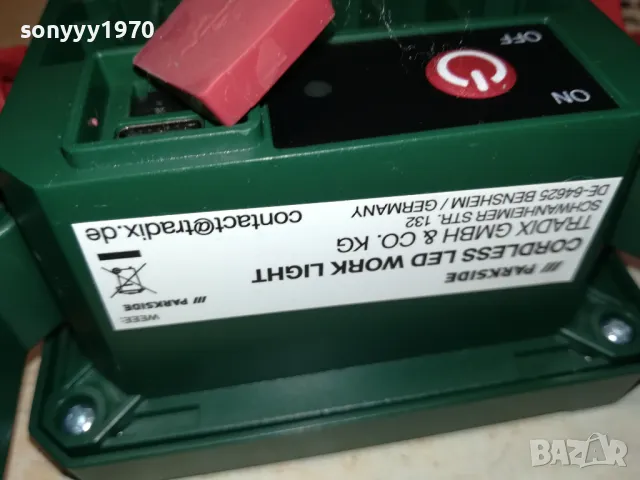 sonyyy1970
OFF
ON
/// PARKSIDE
CORDLESS LED WORK LIGHT
TRADIX GMBH & CO. KG
SCHWANHEIMER STR. 132
DE-64625 BENSHEIM / GERMANY
contact@tradix.de
WEEE:
/// PARKSIDE
BAZAR